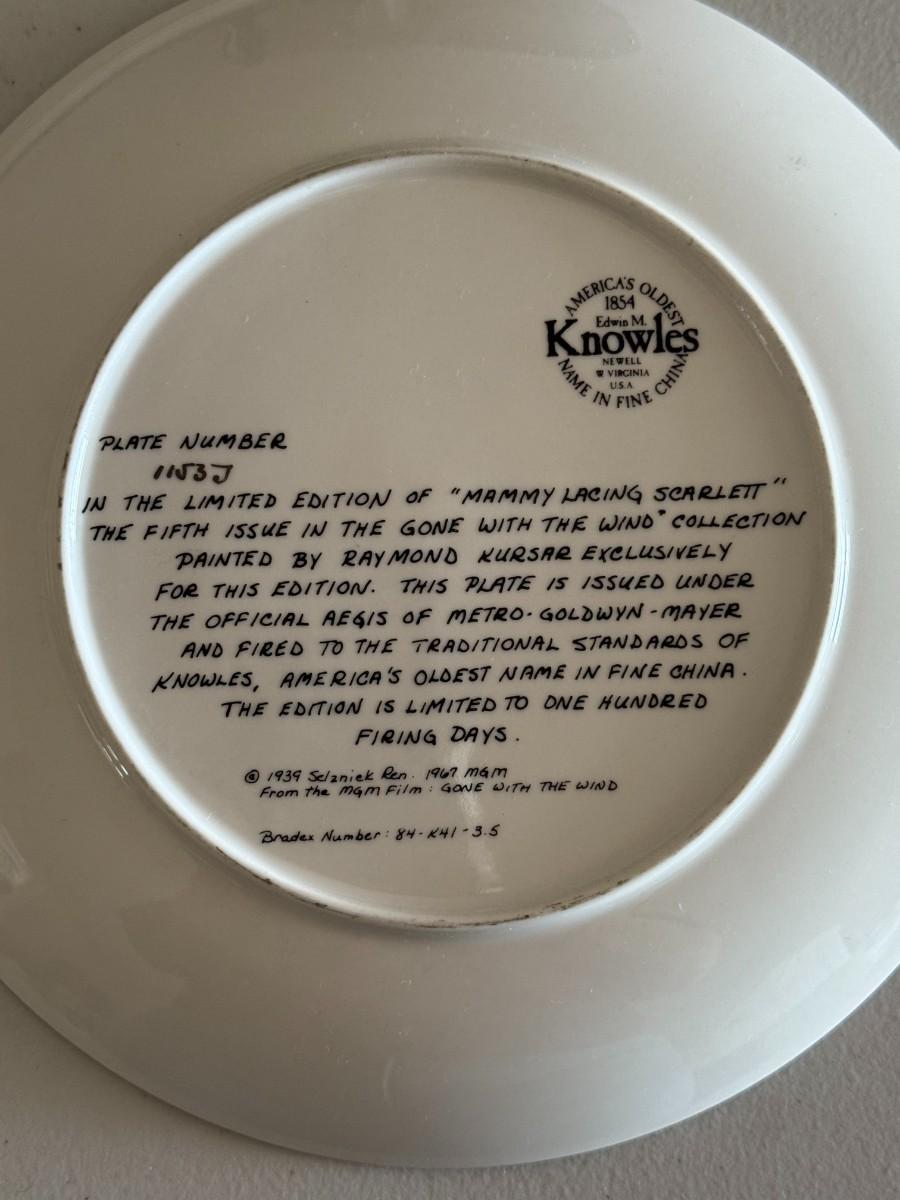 AMERICA'S OLDEST
1854
Edwin M.
Knowles
NEWELL
W VIRGINIA
U.S.A.
NAME IN FINE CHINA
PLATE NUMBER
1153J
IN THE LIMITED EDITION OF "MAMMY LACING SCARLETT"
THE FIFTH ISSUE IN THE GONE WITH THE WIND" COLLECTION
PAINTED BY RAYMOND KURSAR EXCLUSIVELY
FOR THIS EDITION. THIS PLATE IS ISSUED UNDER
THE OFFICIAL AEGIS OF METRO-GOLDWYN-MAYER
AND FIRED TO THE TRADITIONAL STANDARDS OF
KNOWLES, AMERICA'S OLDEST NAME IN FINE CHINA.
THE EDITION IS LIMITED TO ONE HUNDRED
FIRING DAYS.
© 1939 Selzniek Ren. 1967 MGM
From the MGM Film: GONE WITH THE WIND
Bradex Number: 84-K41-3.5